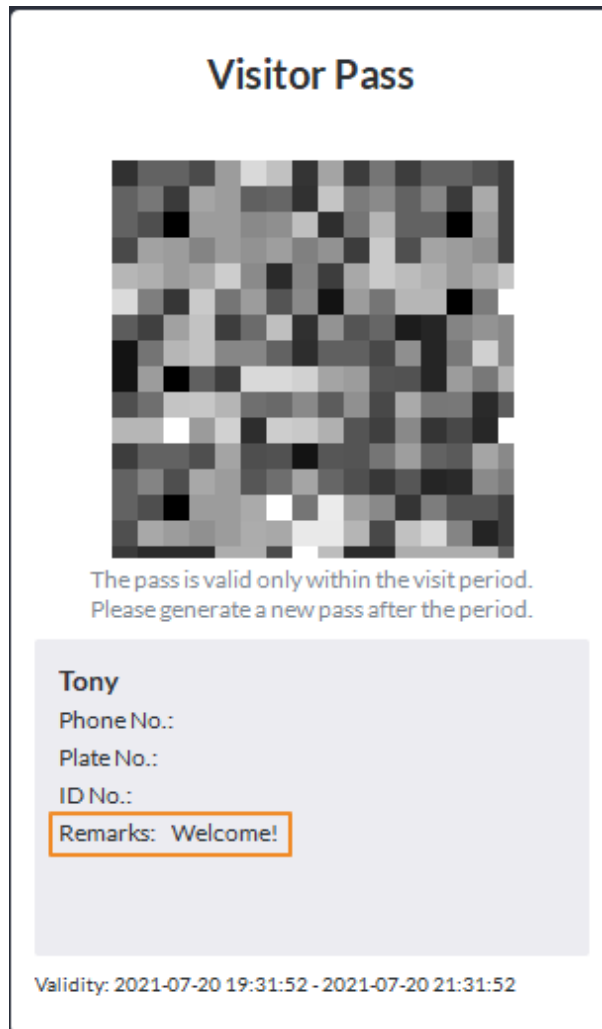 Visitor Pass
The pass is valid only within the visit period.
Please generate a new pass after the period.
Tony
Phone No.:
Plate No.:
ID No.:
Remarks: Welcome!
Validity: 2021-07-20 19:31:52 - 2021-07-20 21:31:52